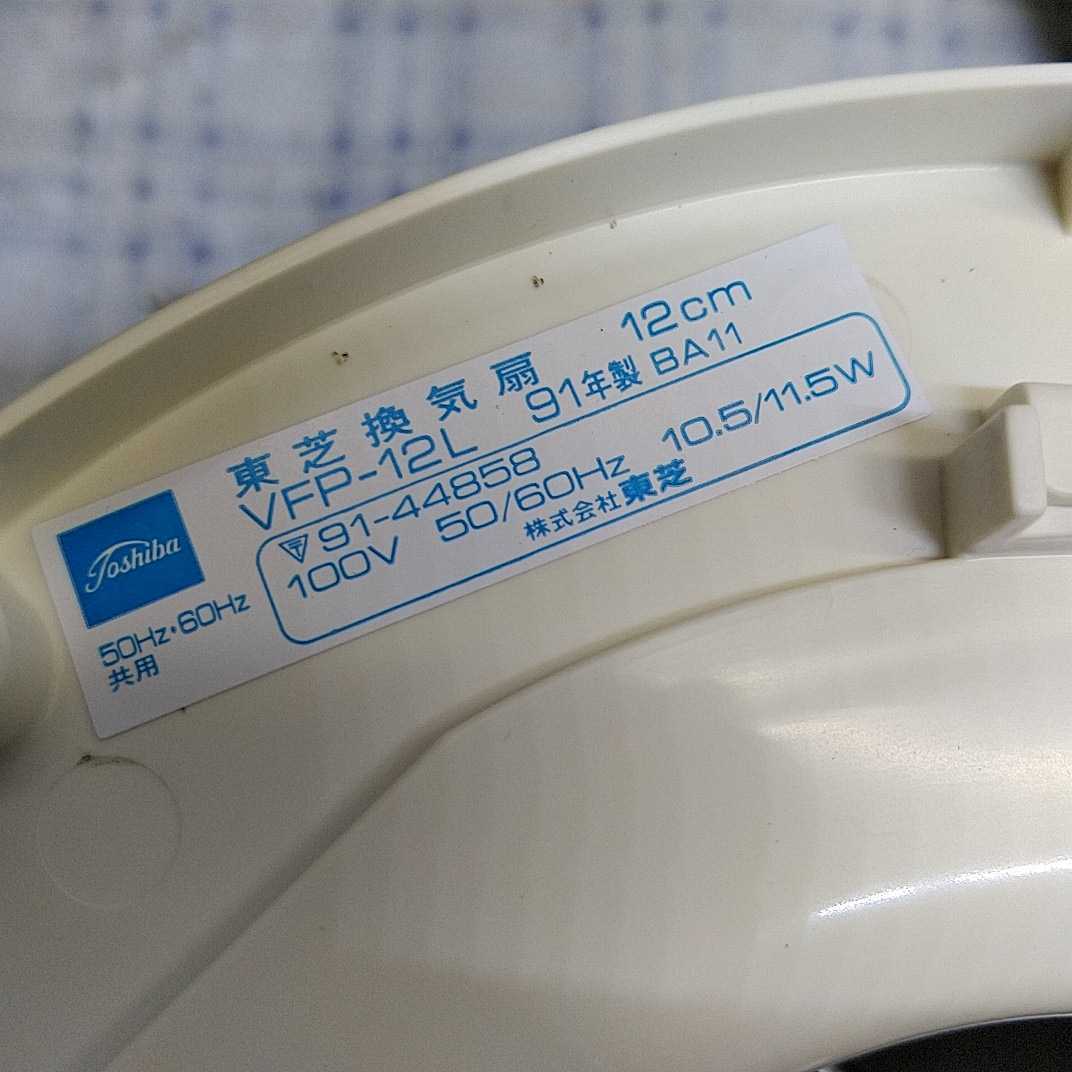 東芝換気扇 12cm
VFP-12L 91年製 BA11
〒91-44858
100V 50/60Hz 10.5/11.5W
株式会社東芝
Toshiba
50Hz・60Hz
共用